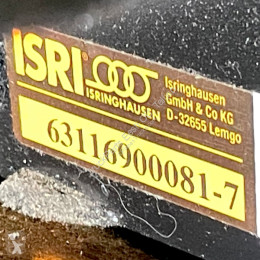 ISRI
ISRINGHAUSEN
Isringhausen
GmbH & Co KG
D-32655 Lemgo
63116900081-7